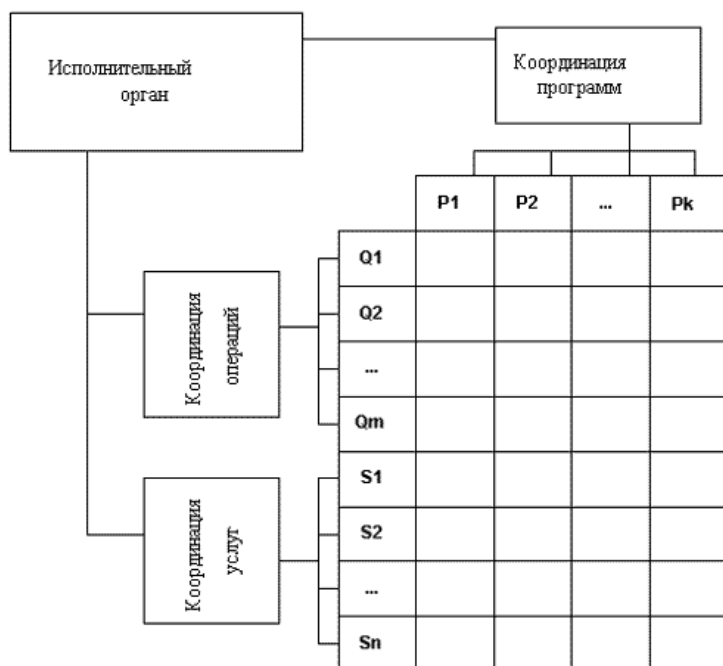 Исполнительный
орган
Координация
программ
P1 P2 ... Pk
Q1
Q2
...
Qm
Координация
операций
S1
S2
...
Sn
Координация
услуг